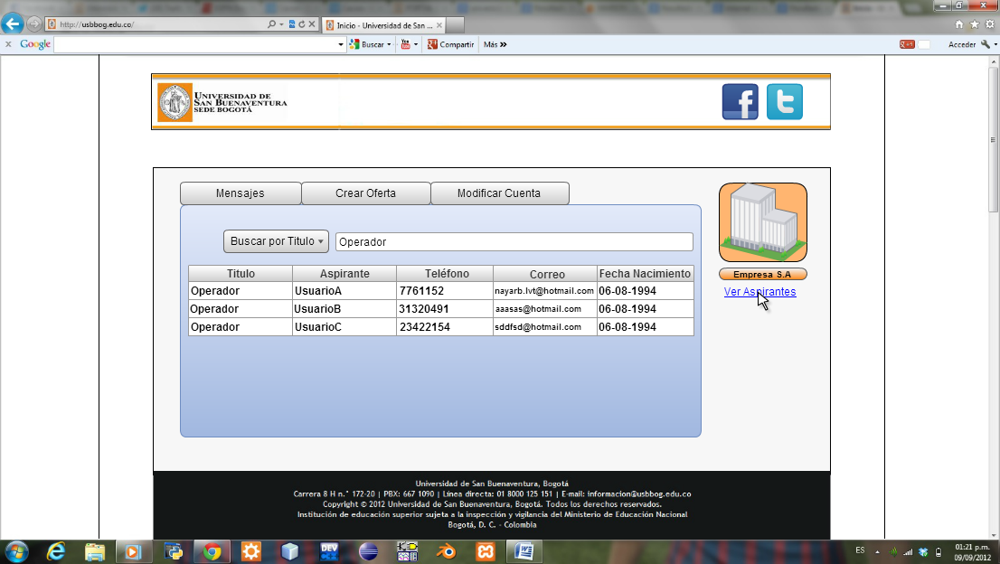 http://usbbog.edu.co/
Inicio - Universidad de San ...
Google
Buscar
Compartir
Más »
Acceder
UNIVERSIDAD DE
SAN BUENAVENTURA
SEDE BOGOTÁ
Mensajes
Crear Oferta
Modificar Cuenta
Buscar por Titulo
Operador
Titulo Aspirante Teléfono Correo Fecha Nacimiento
Operador UsuarioA 7761152 nayarb.lvt@hotmail.com 06-08-1994
Operador UsuarioB 31320491 aaasas@hotmail.com 06-08-1994
Operador UsuarioC 23422154 sddfsd@hotmail.com 06-08-1994
Empresa S.A
Ver Aspirantes
Universidad de San Buenaventura, Bogotá
Carrera 8 H n.° 172-20 | PBX: 667 1090 | Línea directa: 01 8000 125 151 | E-mail: informacion@usbbog.edu.co
Copyright © 2012 Universidad de San Buenaventura, Bogotá. Todos los derechos reservados.
Institución de educación superior sujeta a la inspección y vigilancia del Ministerio de Educación Nacional
Bogotá, D. C. - Colombia
DEV
ES
01:21 p.m.
09/09/2012